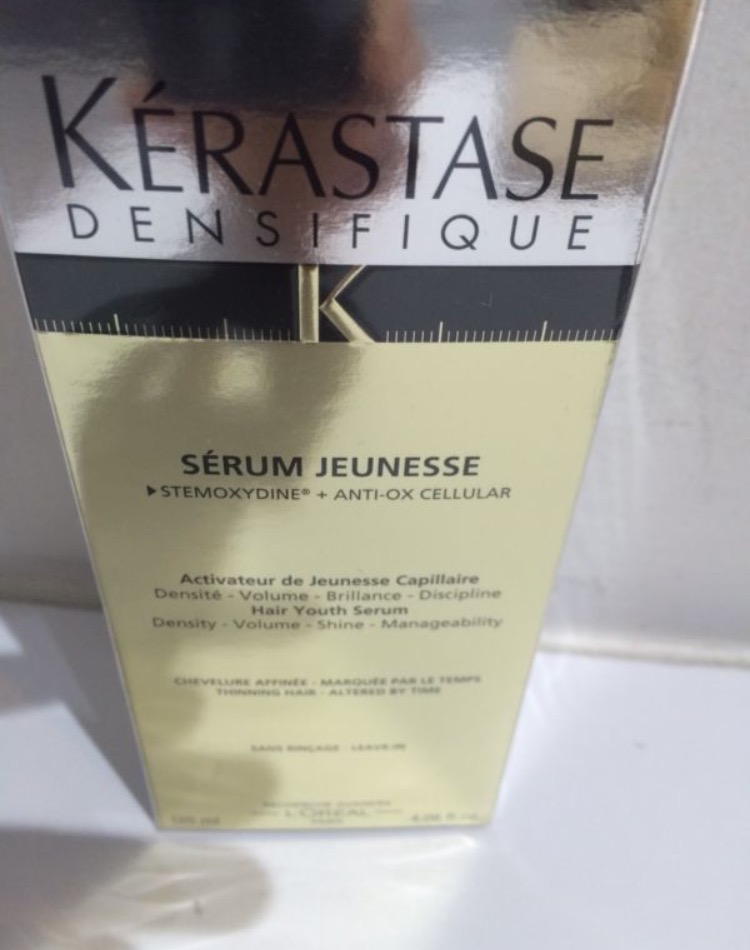 KÉRASTASE
DENSIFIQUE
K
SÉRUM JEUNESSE
▶STEMOXYDINE® + ANTI-OX CELLULAR
Activateur de Jeunesse Capillaire
Densité - Volume - Brillance - Discipline
Hair Youth Serum
Density - Volume - Shine - Manageability
CHEVELURE AFFINÉE - MARQUÉE PAR LE TEMPS
THINNING HAIR - ALTERED BY TIME
SANS RINÇAGE - LEAVE-IN
L'ORÉAL
PARIS